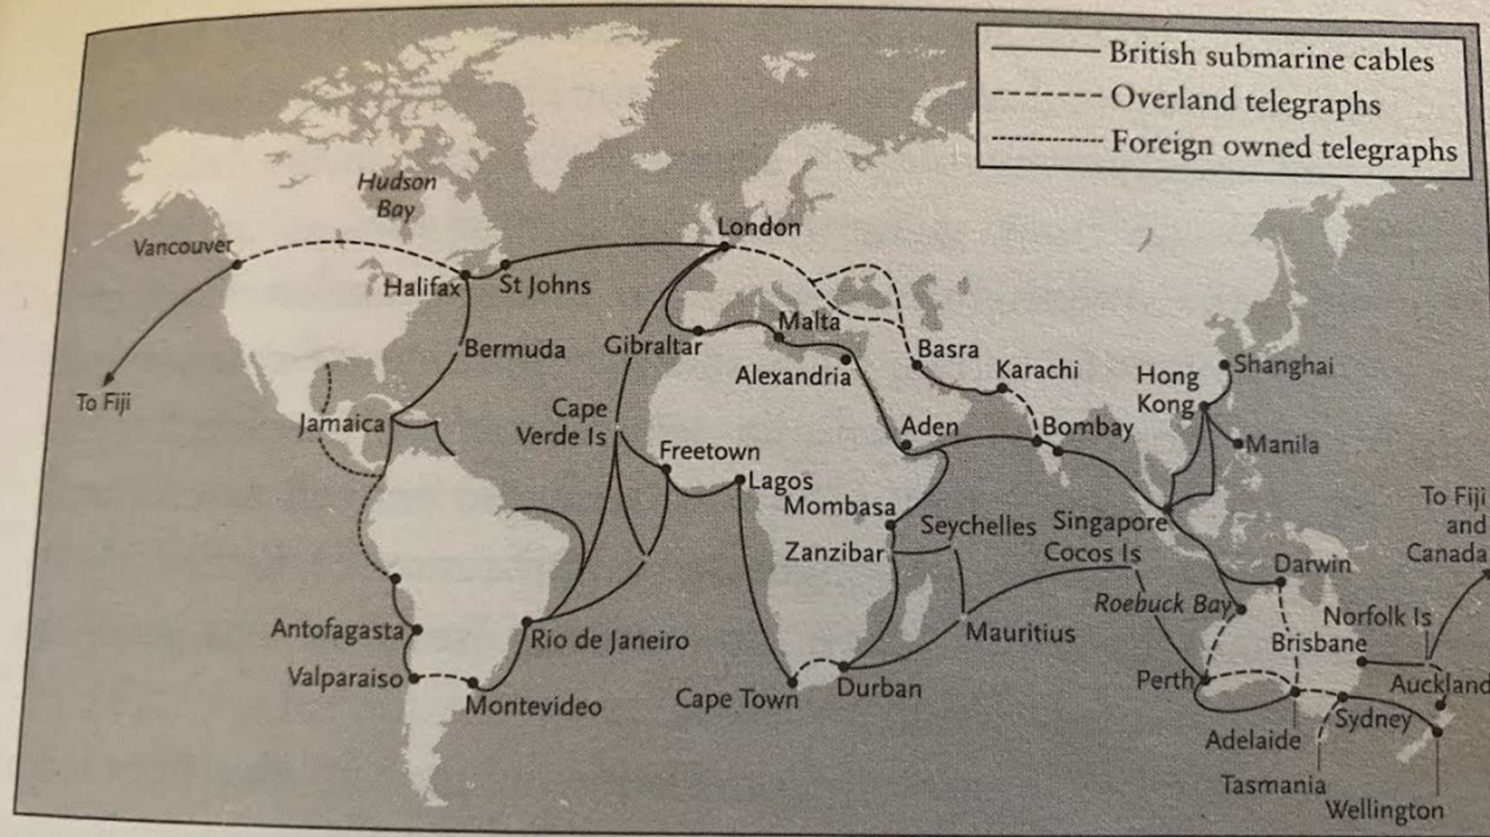 British submarine cables
Overland telegraphs
Foreign owned telegraphs
Hudson
Bay
Vancouver
London
Halifax
St Johns
To Fiji
Bermuda
Jamaica
Gibraltar
Malta
Alexandria
Basra
Karachi
Hong
Kong
Shanghai
Cape
Verde Is
Freetown
Lagos
Aden
Bombay
Manila
Mombasa
Zanzibar
Seychelles
Singapore
Cocos Is
To Fiji
and
Canada
Darwin
Roebuck Bay
Norfolk Is
Brisbane
Antofagasta
Rio de Janeiro
Mauritius
Valparaiso
Montevideo
Cape Town
Durban
Perth
Auckland
Adelaide
Sydney
Tasmania
Wellington